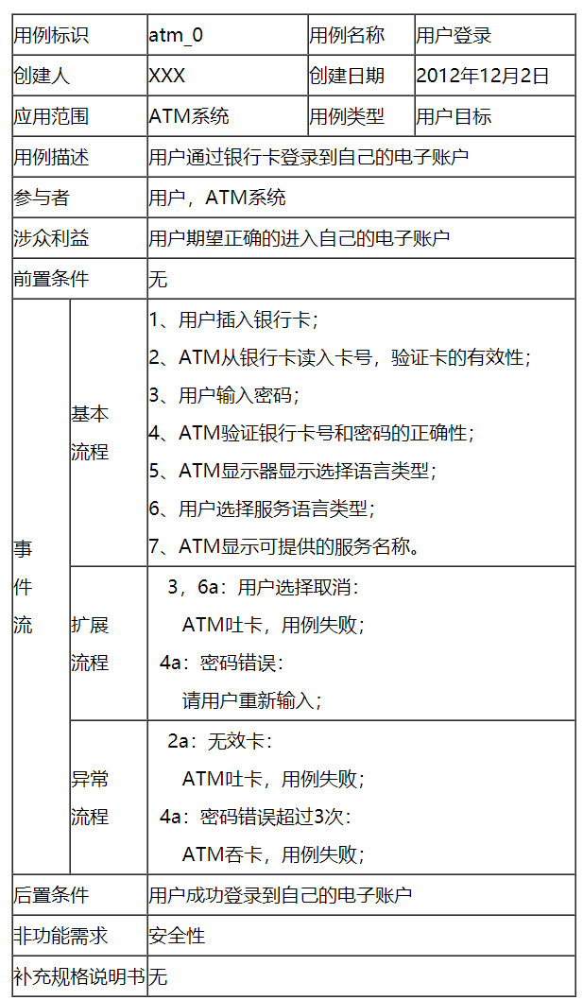 用例标识 atm_0 用例名称 用户登录
创建人 XXX 创建日期 2012年12月2日
应用范围 ATM系统 用例类型 用户目标
用例描述 用户通过银行卡登录到自己的电子账户
参与者 用户，ATM系统
涉众利益 用户期望正确的进入自己的电子账户
前置条件 无
事
件
流
基本
流程
1、用户插入银行卡；
2、ATM从银行卡读入卡号，验证卡的有效性；
3、用户输入密码；
4、ATM验证银行卡号和密码的正确性；
5、ATM显示器显示选择语言类型；
6、用户选择服务语言类型；
7、ATM显示可提供的服务名称。
扩展
流程
3，6a：用户选择取消：
ATM吐卡，用例失败；
4a：密码错误：
请用户重新输入；
异常
流程
2a：无效卡：
ATM吐卡，用例失败；
4a：密码错误超过3次：
ATM吞卡，用例失败；
后置条件 用户成功登录到自己的电子账户
非功能需求 安全性
补充规格说明书 无